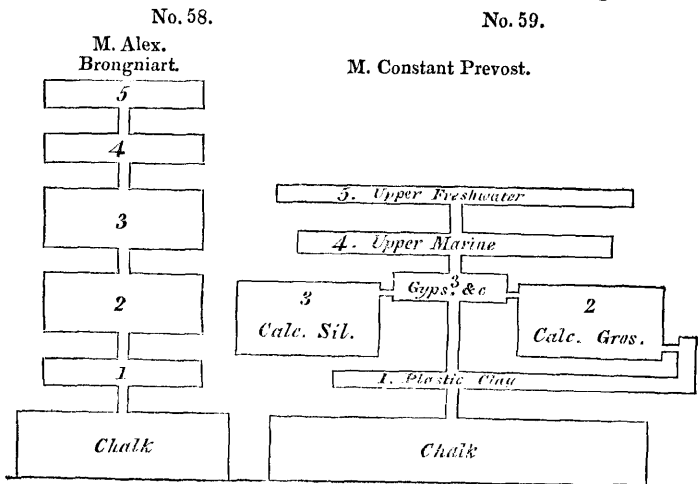 No. 58.
M. Alex.
Brongniart.
5
4
3
2
1
Chalk
No. 59.
M. Constant Prevost.
5. Upper Freshwater
4. Upper Marine
3
Gyps. & c
3
Calc. Sil.
2
Calc. Gros.
1. Plastic Clay
Chalk